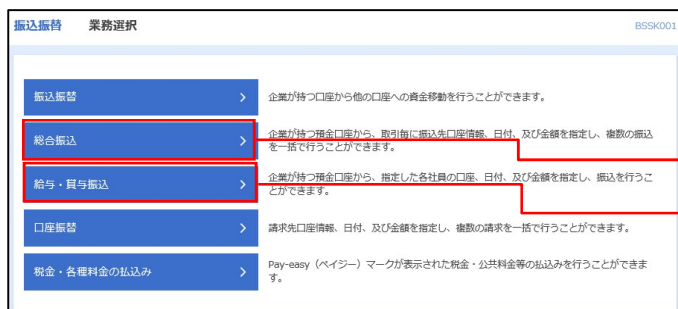 振込振替 業務選択 BSSK001
振込振替 企業が持つ口座から他の口座への資金移動を行うことができます。
総合振込 企業が持つ預金口座から、取引毎に振込先口座情報、日付、及び金額を指定し、複数の振込
を一括で行うことができます。
給与・賞与振込 企業が持つ預金口座から、指定した各社員の口座、日付、及び金額を指定し、振込を行うこ
とができます。
口座振替 請求先口座情報、日付、及び金額を指定し、複数の請求を一括で行うことができます。
税金・各種料金の払込み Pay-easy（ペイジー）マークが表示された税金・公共料金等の払込みを行うことができま
す。